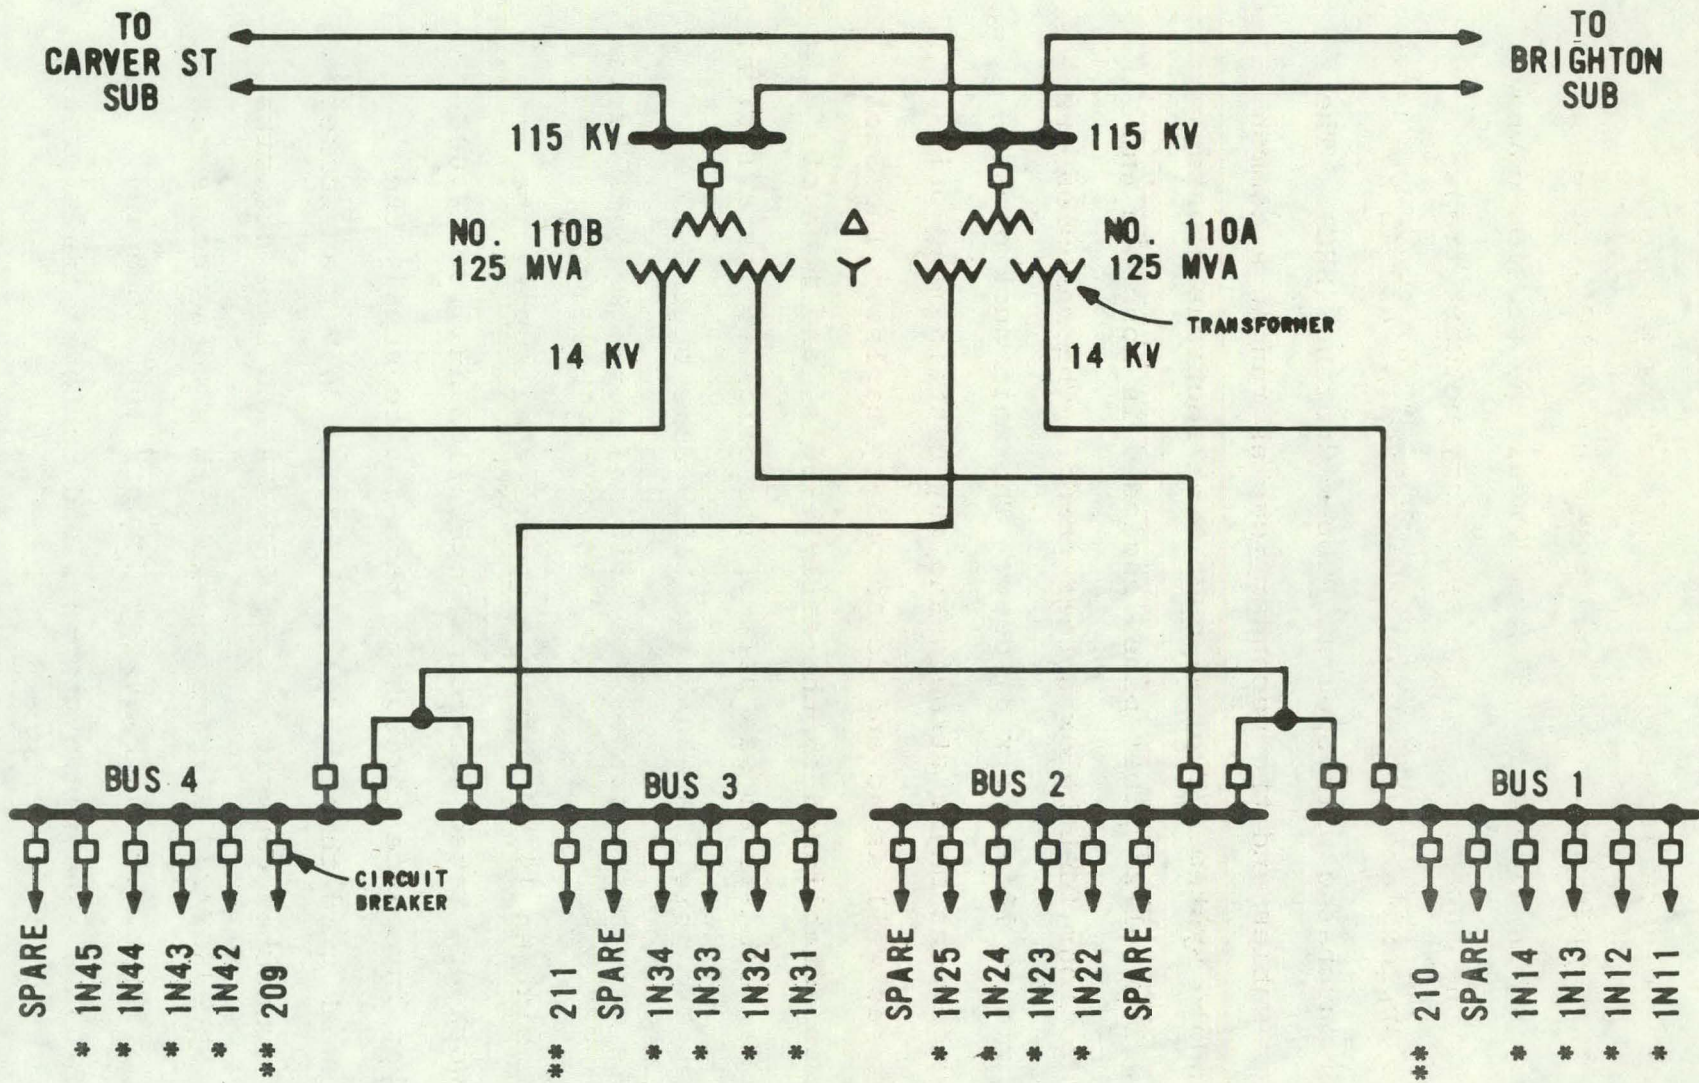 TO
CARVER ST
SUB
TO
BRIGHTON
SUB
115 KV
115 KV
NO. 110B
125 MVA
NO. 110A
125 MVA
TRANSFORMER
14 KV
14 KV
BUS 4
BUS 3
BUS 2
BUS 1
CIRCUIT
BREAKER
SPARE
* 1N45
* 1N44
* 1N43
* 1N42
** 209
** 211
SPARE
* 1N34
* 1N33
* 1N32
* 1N31
SPARE
* 1N25
* 1N24
* 1N23
* 1N22
SPARE
** 210
SPARE
* 1N14
* 1N13
* 1N12
* 1N11